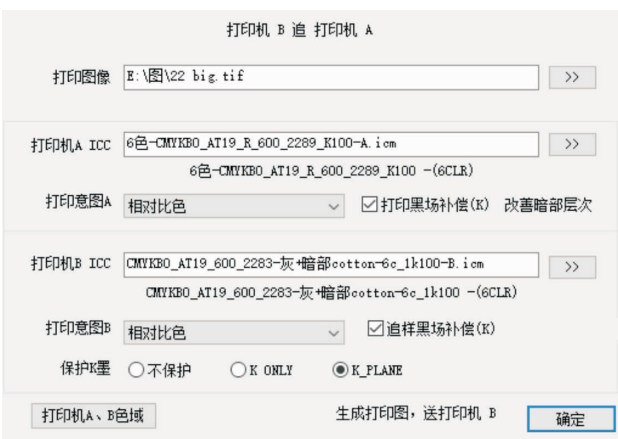 打印机 B 追 打印机 A
打印图像 E:\图\22 big.tif >>
打印机A ICC 6色-CMYKBO_AT19_R_600_2289_K100-A.icm >>
6色-CMYKBO_AT19_R_600_2289_K100 -(6CLR)
打印意图A 相对比色 打印黑场补偿(K) 改善暗部层次
打印机B ICC CMYKBO_AT19_600_2283-灰+暗部cotton-6c_1k100-B.icm >>
CMYKBO_AT19_600_2283-灰+暗部cotton-6c_1k100 -(6CLR)
打印意图B 相对比色 追样黑场补偿(K)
保护K墨 不保护 K ONLY K_PLANE
打印机A、B色域 生成打印图，送打印机 B 确定